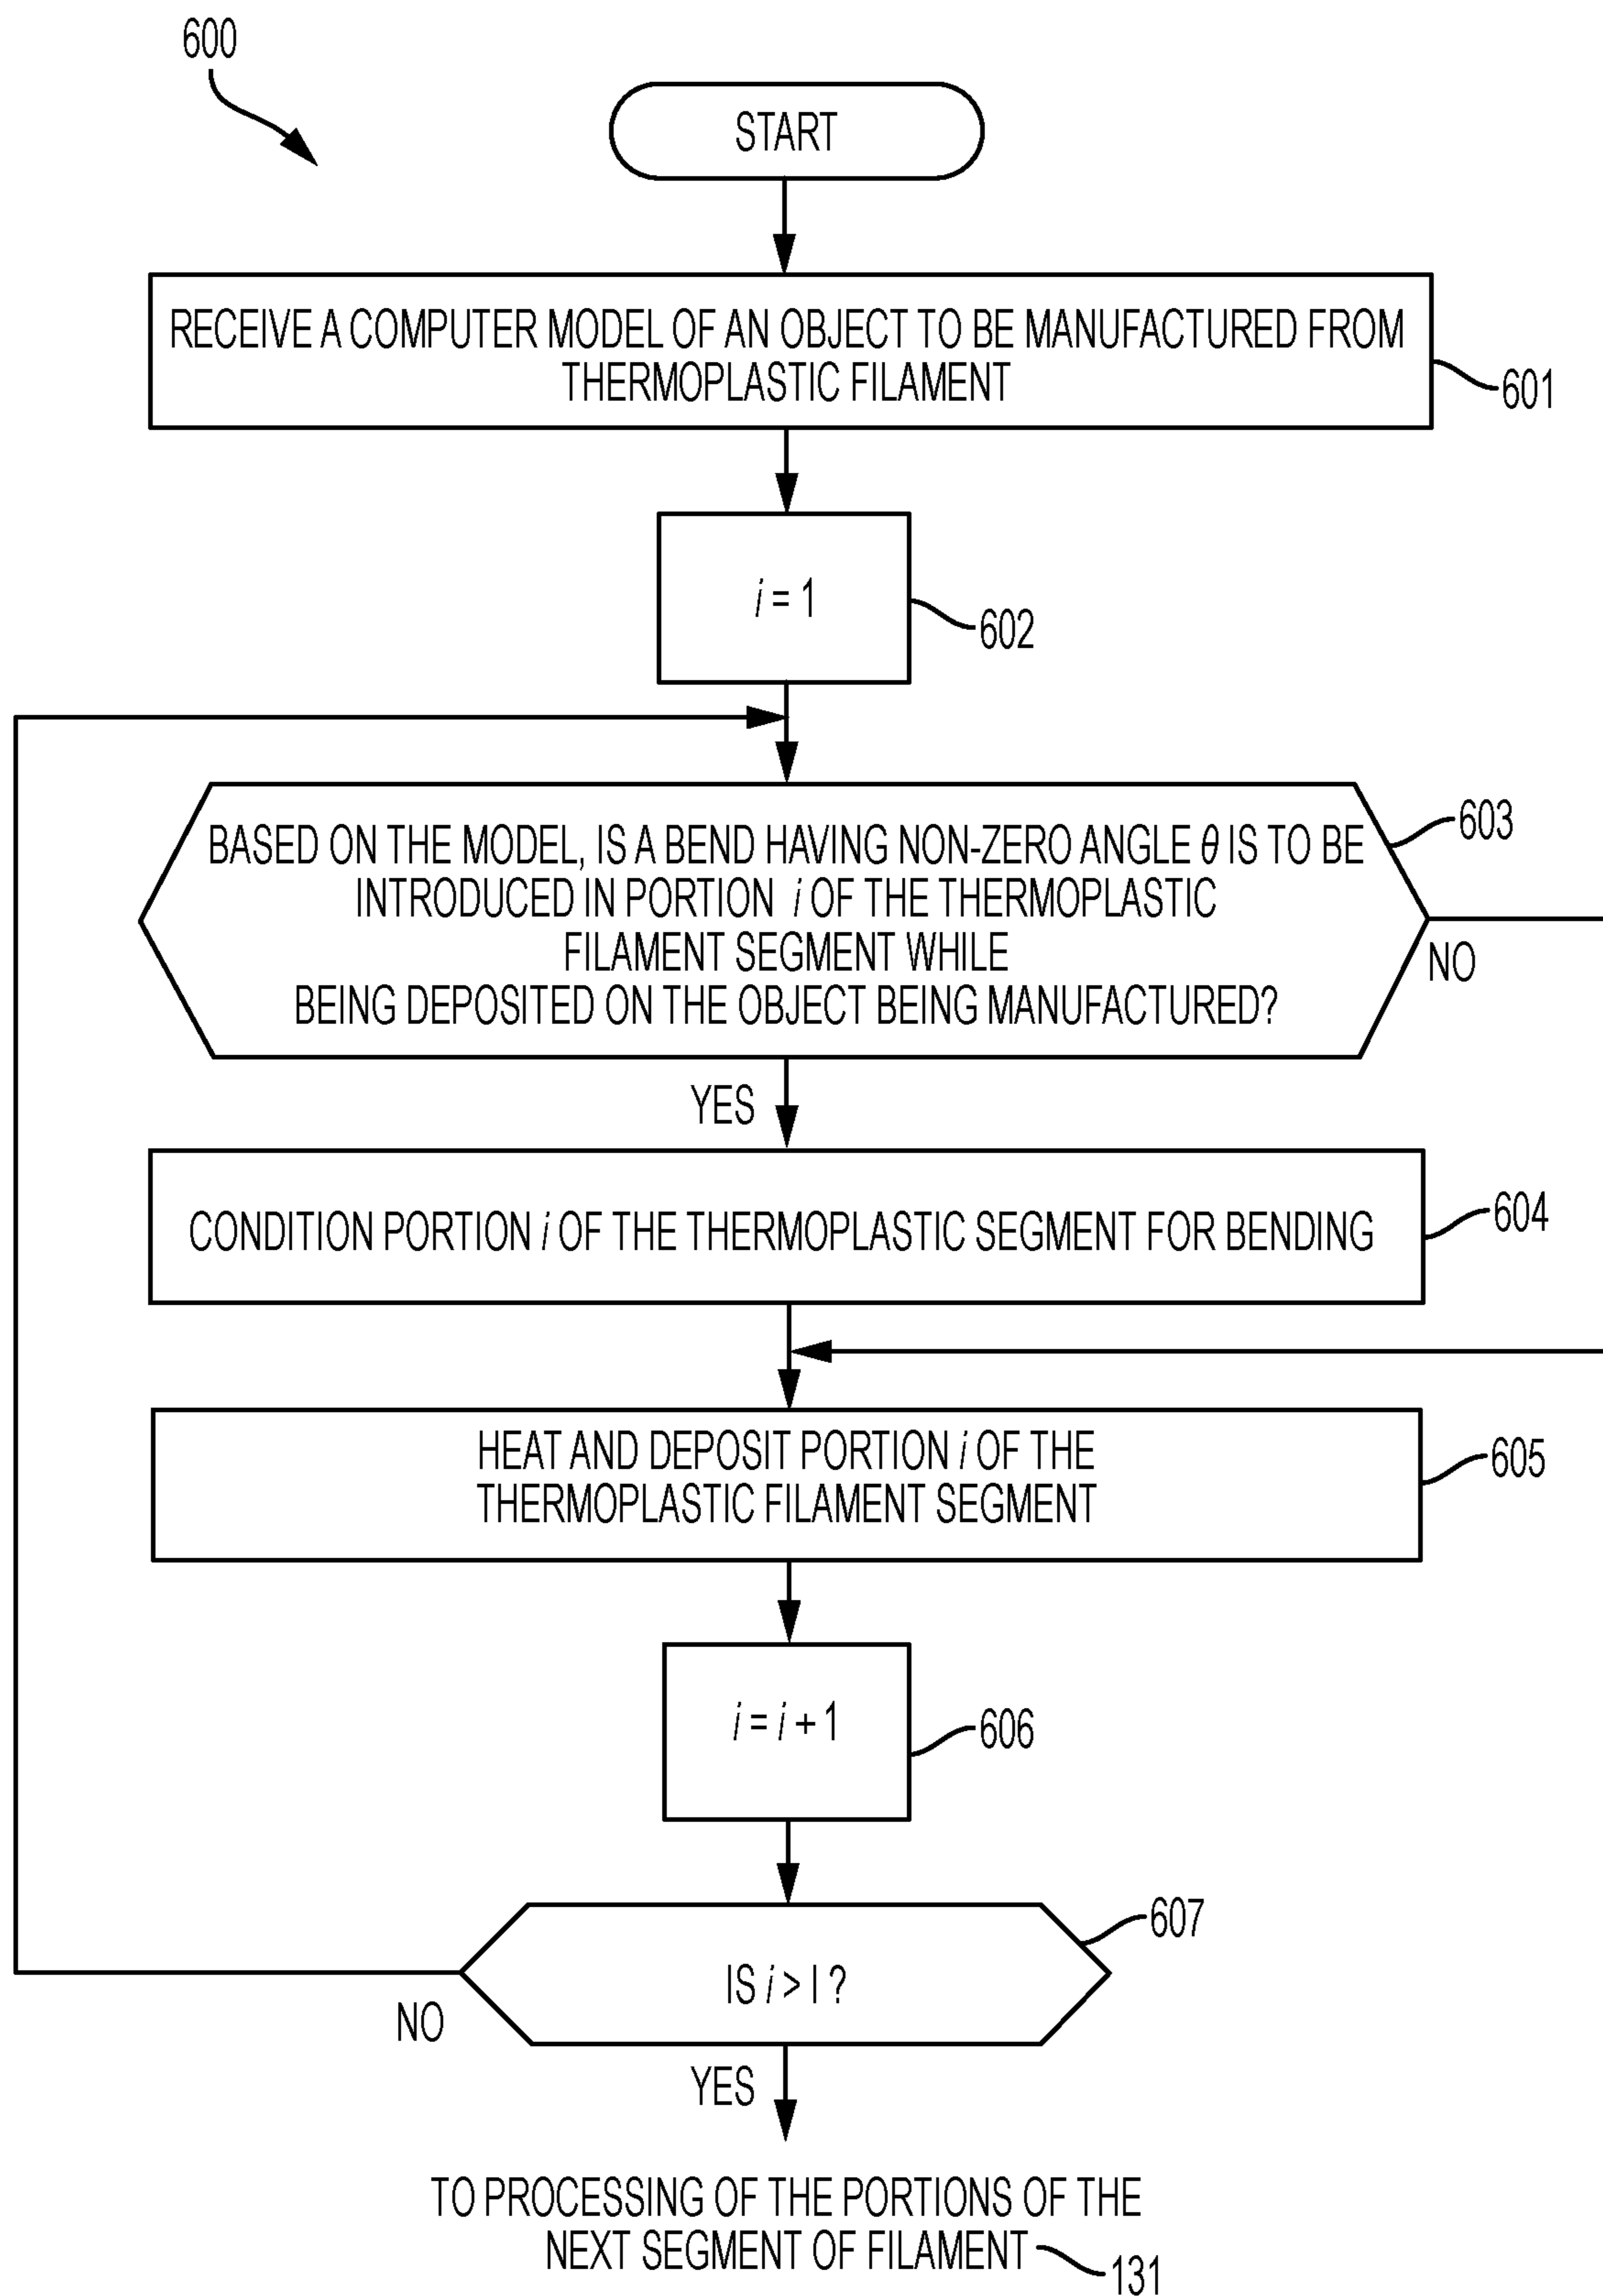 600
START
RECEIVE A COMPUTER MODEL OF AN OBJECT TO BE MANUFACTURED FROM
THERMOPLASTIC FILAMENT
601
i = 1
602
603
BASED ON THE MODEL, IS A BEND HAVING NON-ZERO ANGLE θ IS TO BE
INTRODUCED IN PORTION i OF THE THERMOPLASTIC
FILAMENT SEGMENT WHILE
BEING DEPOSITED ON THE OBJECT BEING MANUFACTURED?
NO
YES
CONDITION PORTION i OF THE THERMOPLASTIC SEGMENT FOR BENDING
604
HEAT AND DEPOSIT PORTION i OF THE
THERMOPLASTIC FILAMENT SEGMENT
605
i = i + 1
606
607
IS i > I ?
NO
YES
TO PROCESSING OF THE PORTIONS OF THE
NEXT SEGMENT OF FILAMENT
131